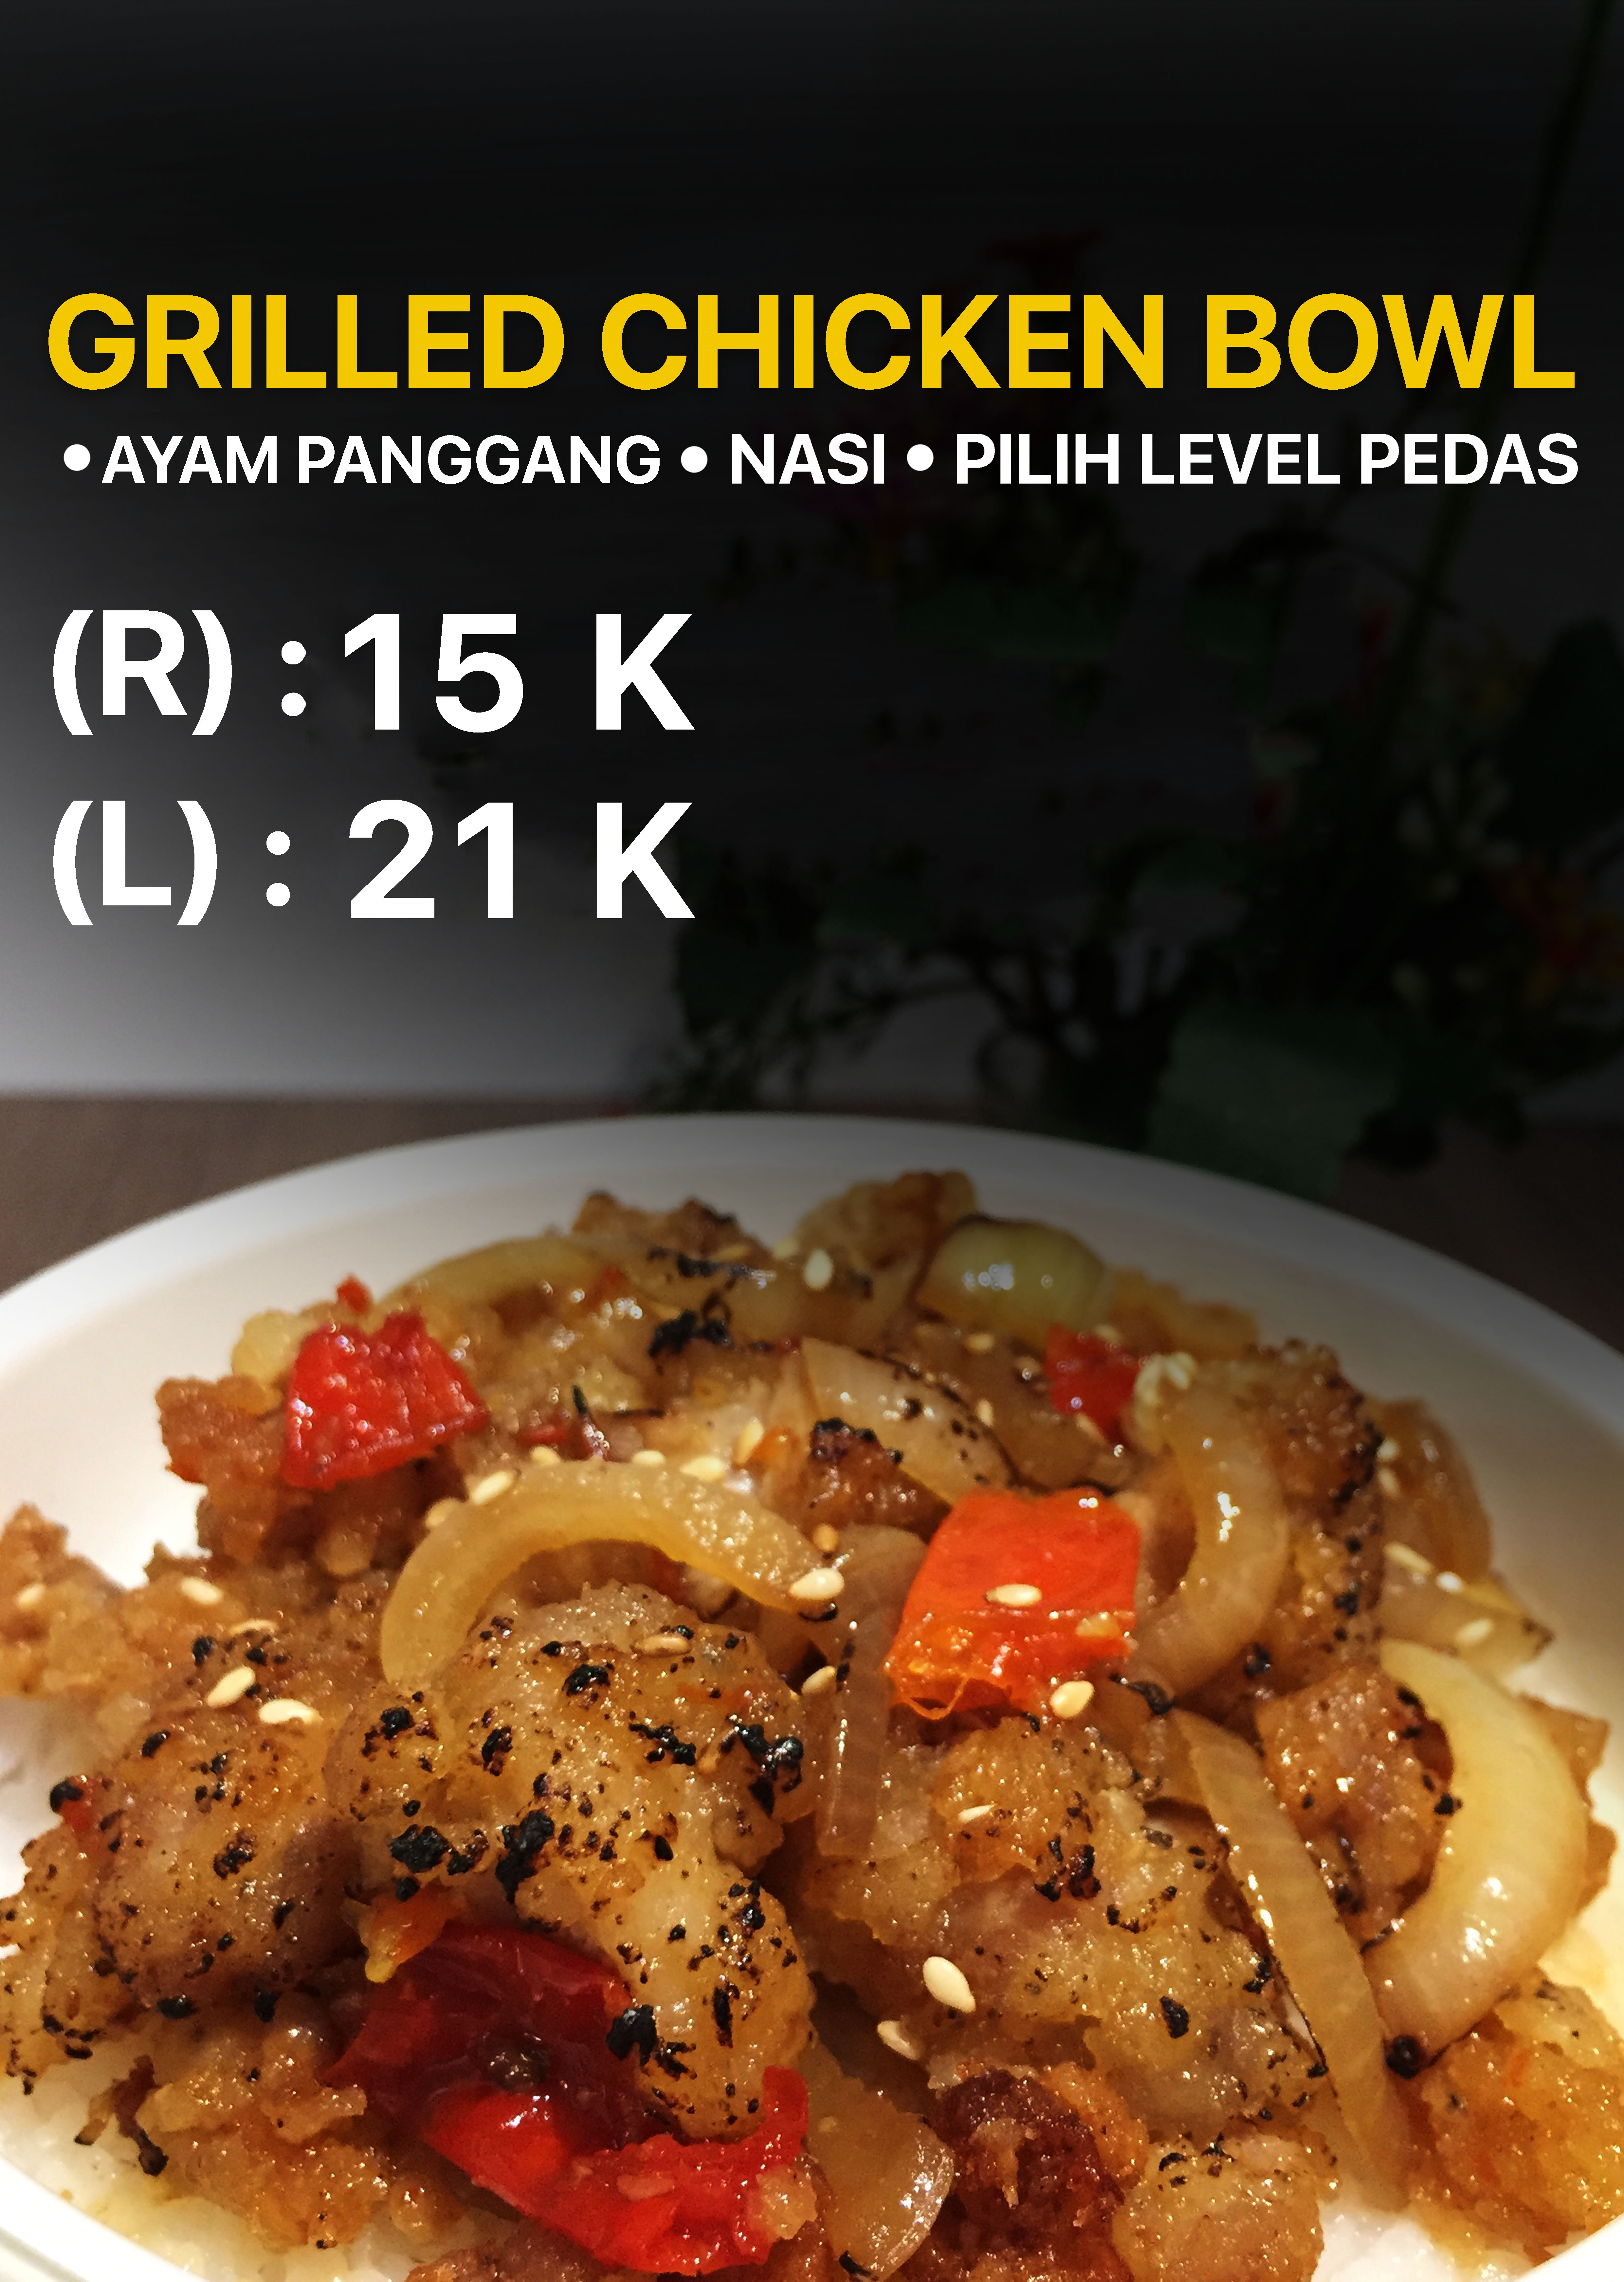 GRILLED CHICKEN BOWL
•AYAM PANGGANG • NASI • PILIH LEVEL PEDAS
(R) : 15 K
(L) : 21 K